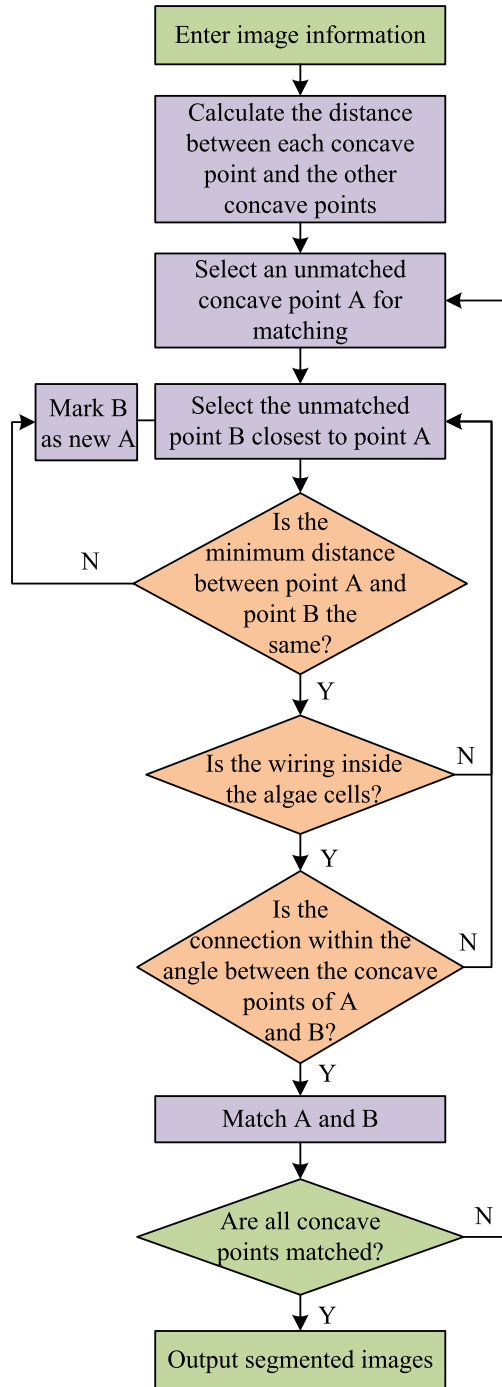 Enter image information
Calculate the distance
between each concave
point and the other
concave points
Select an unmatched
concave point A for
matching
Mark B
as new A
Select the unmatched
point B closest to point A
Is the
minimum distance
between point A and
point B the
same?
N
Y
Is the wiring inside
the algae cells?
N
Y
Is the
connection within the
angle between the concave
points of A
and B?
N
Y
Match A and B
Are all concave
points matched?
N
Y
Output segmented images